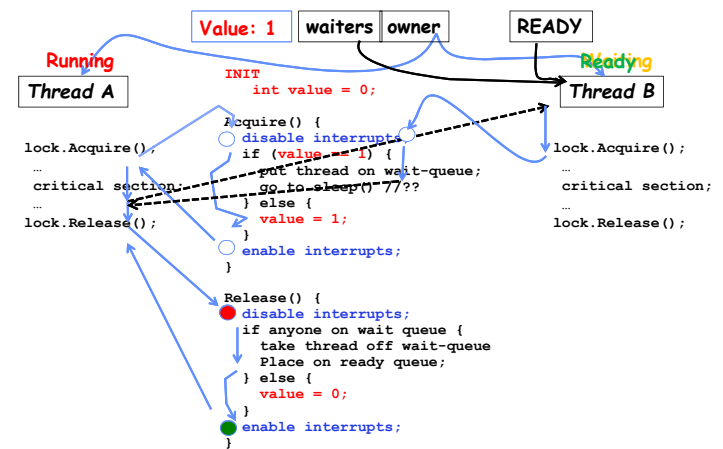 Value: 1
waiters owner
READY
Running
Ready
Waiting
Thread A
Thread B
INIT
int value = 0;
Acquire() {
disable interrupts;
if (value == 1) {
put thread on wait-queue;
go to sleep() //??
} else {
value = 1;
}
enable interrupts;
}
lock.Acquire();
…
critical section;
…
lock.Release();
lock.Acquire();
…
critical section;
…
lock.Release();
Release() {
disable interrupts;
if anyone on wait queue {
take thread off wait-queue
Place on ready queue;
} else {
value = 0;
}
enable interrupts;
}